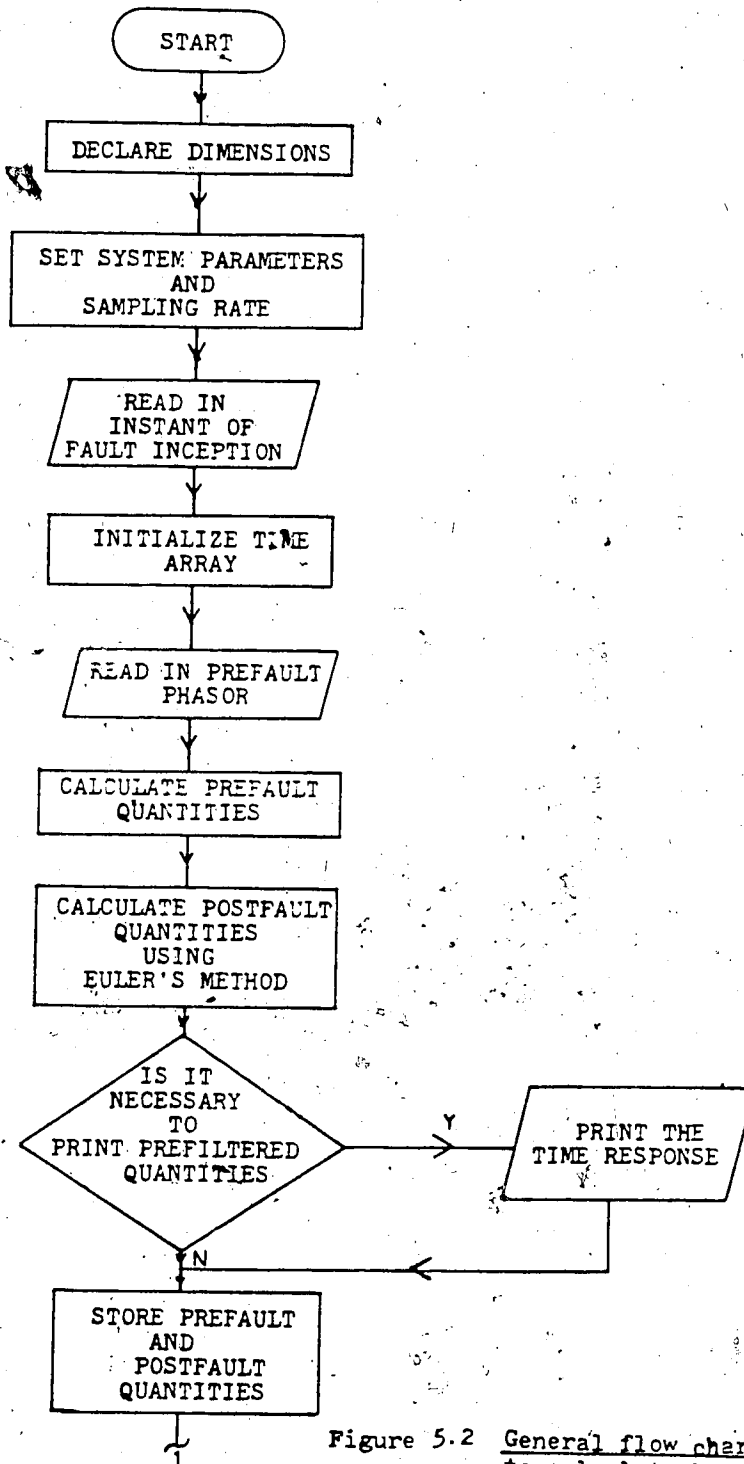 START
DECLARE DIMENSIONS
SET SYSTEM PARAMETERS
AND
SAMPLING RATE
READ IN
INSTANT OF
FAULT INCEPTION
INITIALIZE TIME
ARRAY
READ IN PREFAULT
PHASOR
CALCULATE PREFAULT
QUANTITIES
CALCULATE POSTFAULT
QUANTITIES
USING
EULER'S METHOD
IS IT
NECESSARY
TO
PRINT PREFILTERED
QUANTITIES
Y
PRINT THE
TIME RESPONSE
N
STORE PREFAULT
AND
POSTFAULT
QUANTITIES
1
Figure 5.2 General flow char